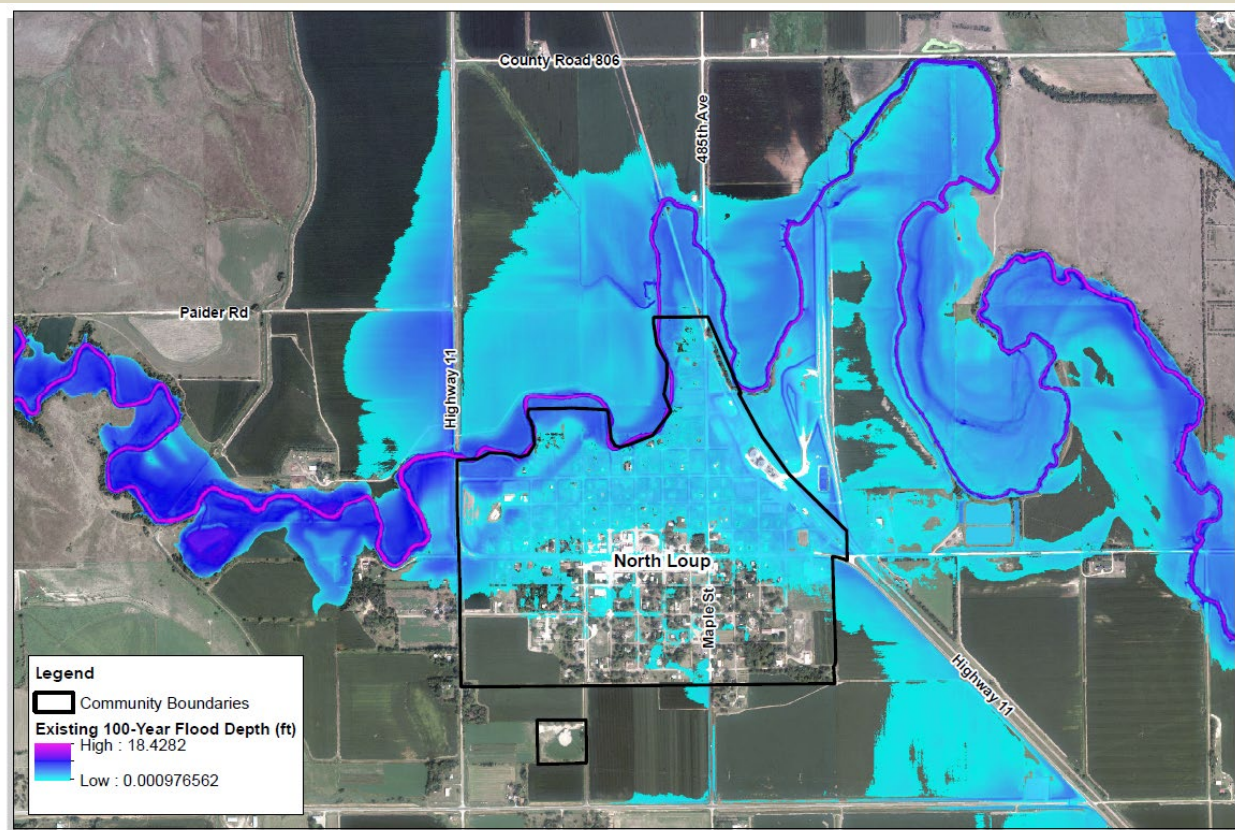 County Road 806
485th Ave
Paider Rd
Highway 11
North Loup
Maple St
Highway 11
Legend
Community Boundaries
Existing 100-Year Flood Depth (ft)
High : 18.4282
Low : 0.000976562